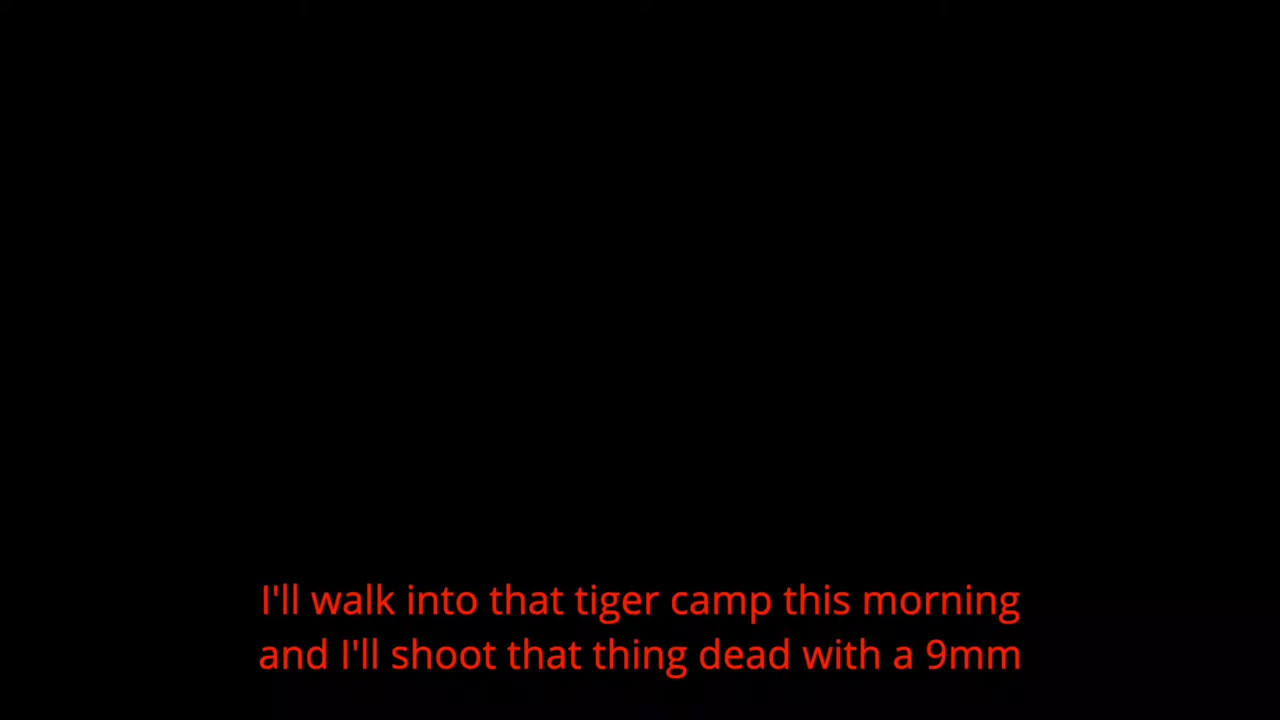 I'll walk into that tiger camp this morning
and I'll shoot that thing dead with a 9mm